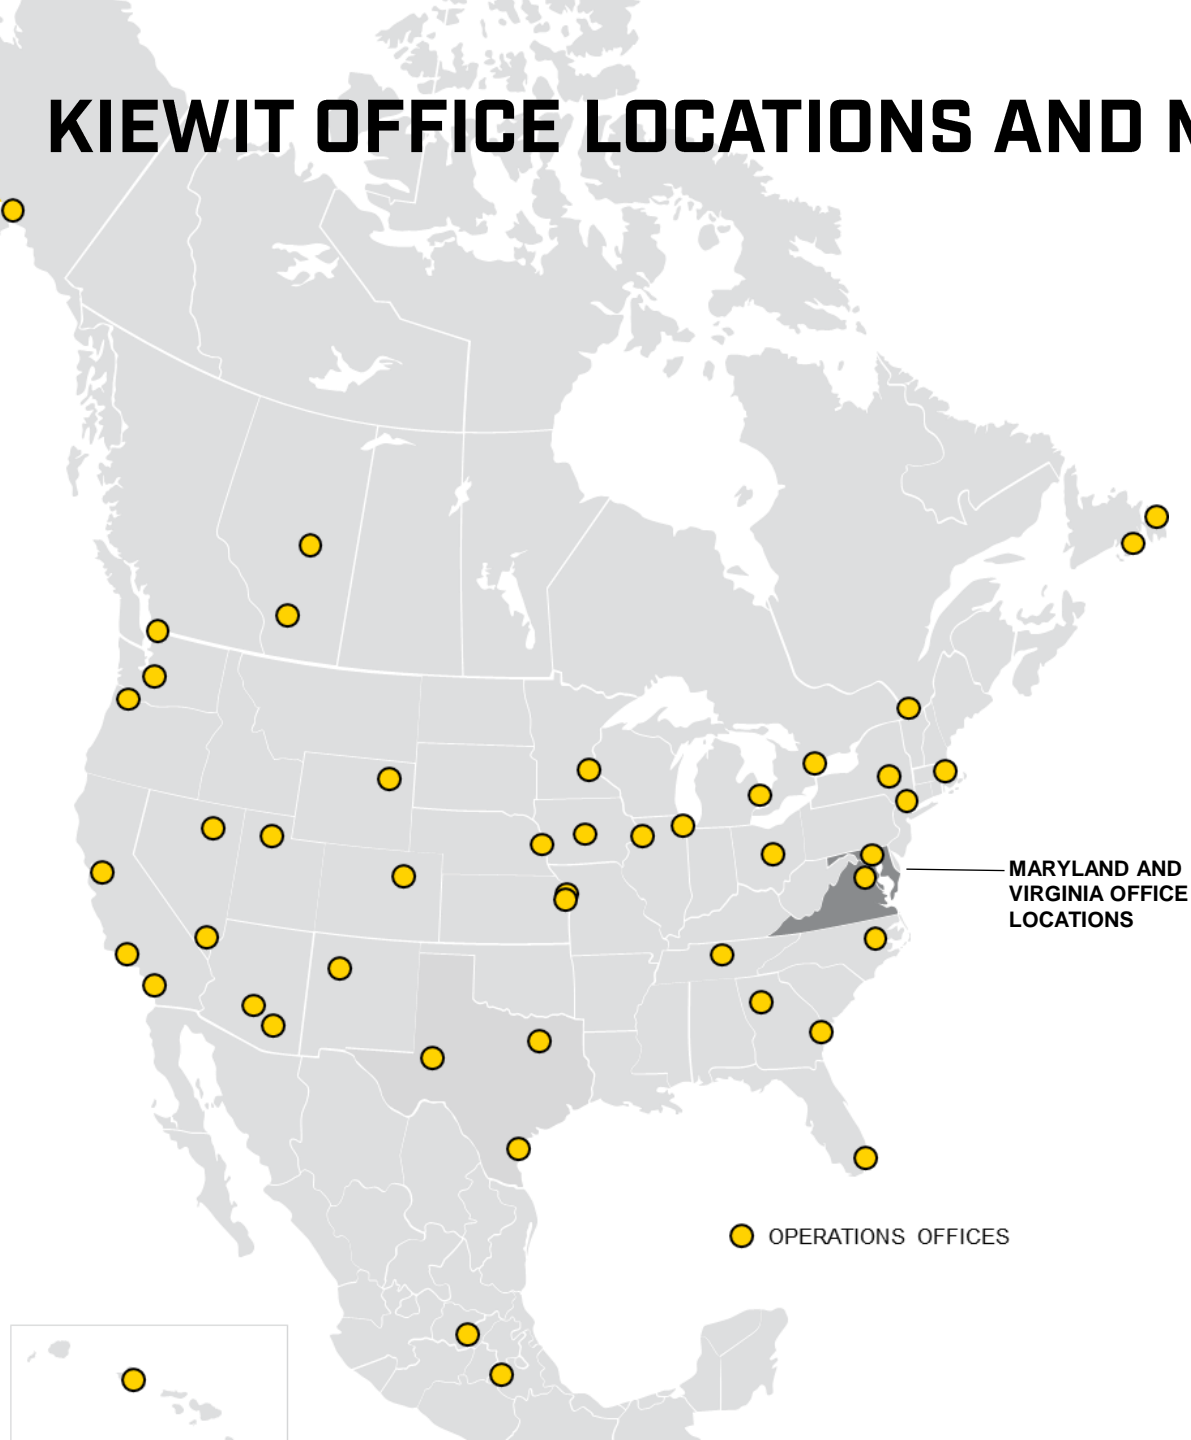 KIEWIT OFFICE LOCATIONS AND
MARYLAND AND
VIRGINIA OFFICE
LOCATIONS
OPERATIONS OFFICES